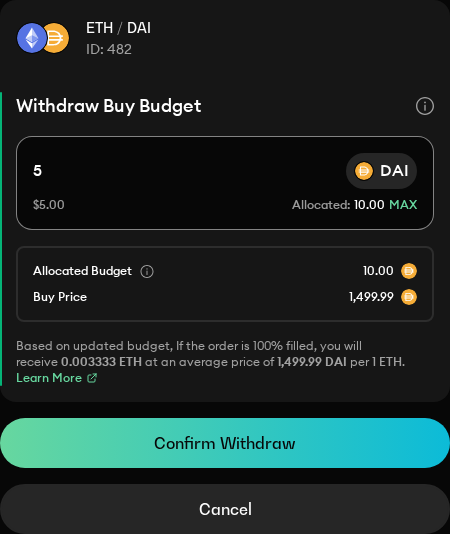 ETH / DAI
ID: 482
Withdraw Buy Budget
5
DAI
$5.00
Allocated: 10.00 MAX
Allocated Budget
10.00
Buy Price
1,499.99
Based on updated budget, If the order is 100% filled, you will
receive 0.003333 ETH at an average price of 1,499.99 DAI per 1 ETH.
Learn More
Confirm Withdraw
Cancel